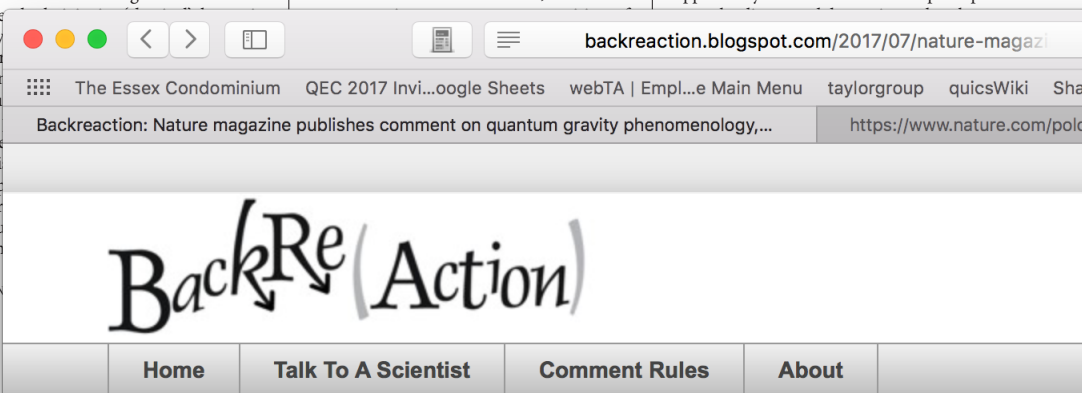 backreaction.blogspot.com/2017/07/nature-magazi
The Essex Condominium QEC 2017 Invi...oogle Sheets webTA | Empl...e Main Menu taylorgroup quicsWiki Sha
Backreaction: Nature magazine publishes comment on quantum gravity phenomenology,... https://www.nature.com/polo
BackRe(Action)
Home Talk To A Scientist Comment Rules About